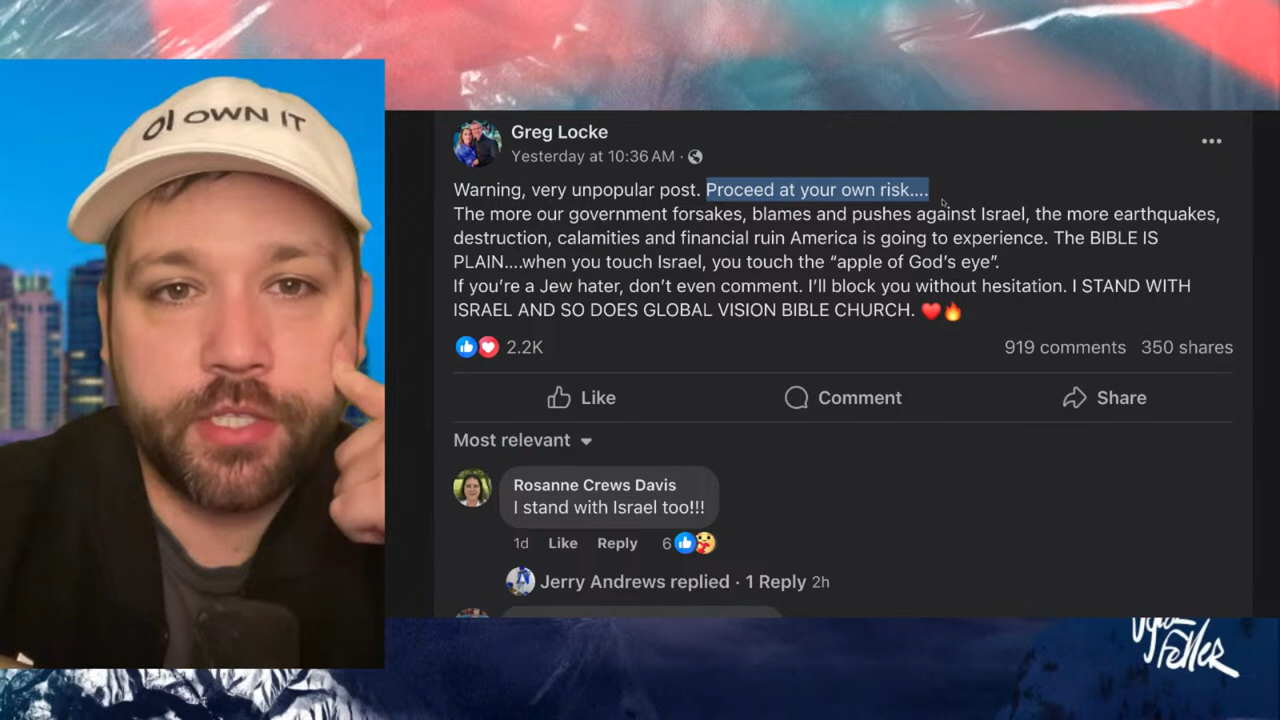 OWN IT
Greg Locke
Yesterday at 10:36 AM ·
Warning, very unpopular post. Proceed at your own risk....
The more our government forsakes, blames and pushes against Israel, the more earthquakes,
destruction, calamities and financial ruin America is going to experience. The BIBLE IS
PLAIN....when you touch Israel, you touch the “apple of God’s eye”.
If you’re a Jew hater, don’t even comment. I’ll block you without hesitation. I STAND WITH
ISRAEL AND SO DOES GLOBAL VISION BIBLE CHURCH. ❤️🔥
2.2K 919 comments 350 shares
Like Comment Share
Most relevant
Rosanne Crews Davis
I stand with Israel too!!!
1d Like Reply 6
Jerry Andrews replied · 1 Reply 2h